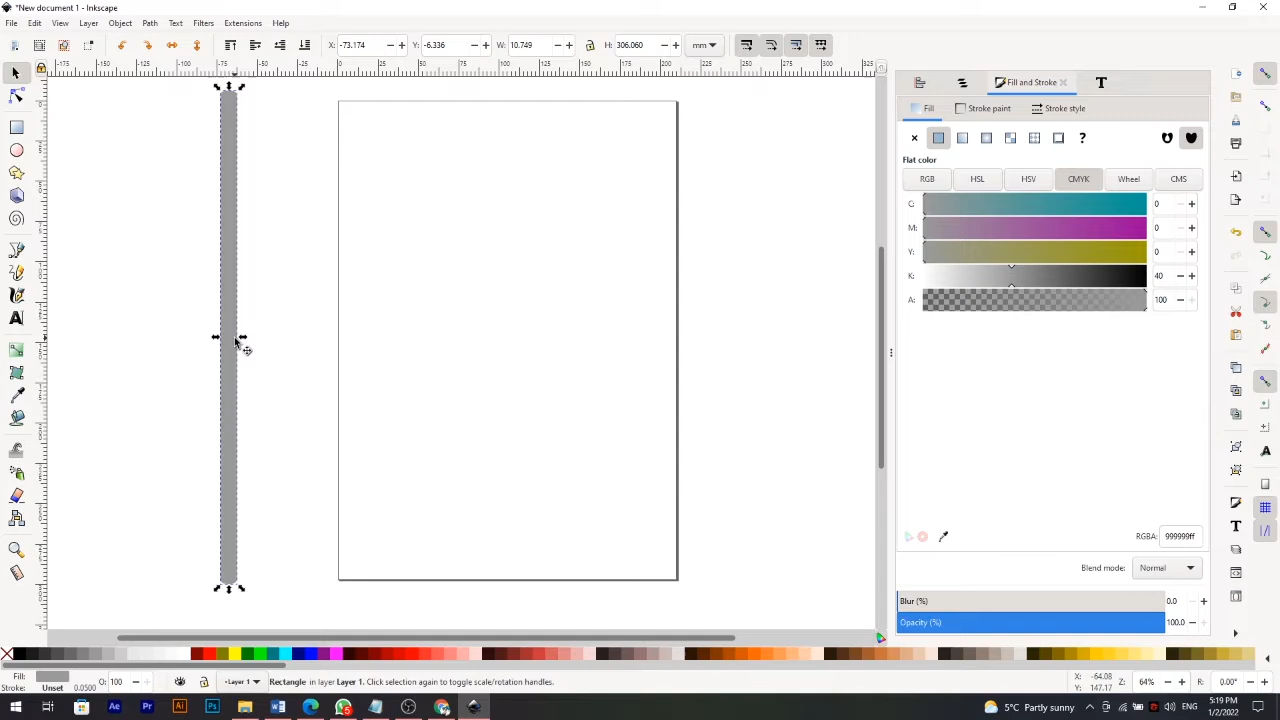 *New document 1 - Inkscape
File Edit View Layer Object Path Text Filters Extensions Help
X: -73.174 Y: -6.336 W: 10.749 H: 306.060 mm
Fill and Stroke
Fill Stroke paint Stroke style
Flat color
RGB HSL HSV CMYK Wheel CMS
C: 0
M: 0
Y: 0
K: 40
A: 100
RGBA: 999999ff
Blend mode: Normal
Blur (%) 0.0
Opacity (%) 100.0
Fill: O: 100 Layer 1 Rectangle in layer Layer 1. Click selection again to toggle scale/rotation handles. X: -64.08 Z: 64% R: 0.00°
Stroke: Unset 0.0500 Y: 147.17
5°C Partly sunny 5:19 PM
1/2/2022